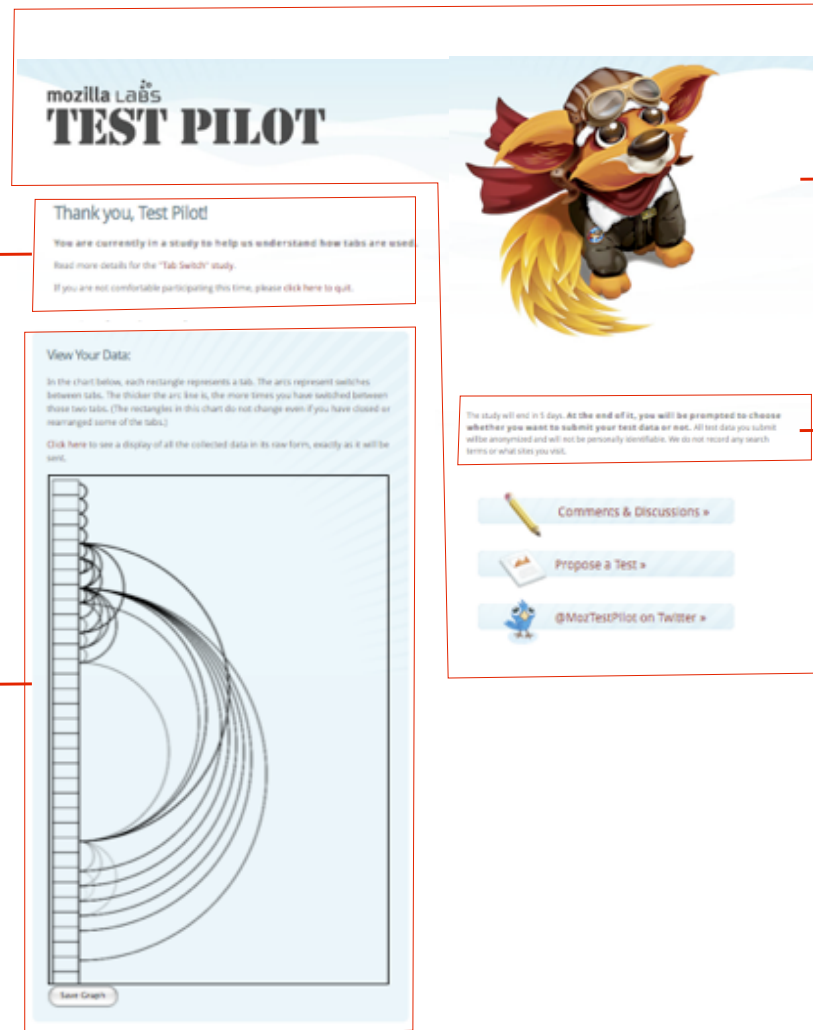 mozilla LABS
TEST PILOT
Thank you, Test Pilot!
You are currently in a study to help us understand how tabs are used.
Read more details for the "Tab Switch" study.
If you are not comfortable participating this time, please click here to quit.
View Your Data:
In the chart below, each rectangle represents a tab. The arcs represent switches
between tabs. The thicker the arc line is, the more times you have switched between
those two tabs. (The rectangles in this chart do not change even if you have closed or
rearranged some of the tabs.)
Click here to see a display of all the collected data in its raw form, exactly as it will be
sent.
Save Graph
The study will end in 5 days. At the end of it, you will be prompted to choose
whether you want to submit your test data or not. All test data you submit
willbe anonymized and will not be personally identifiable. We do not record any search
terms or what sites you visit.
Comments & Discussions »
Propose a Test »
@MozTestPilot on Twitter »